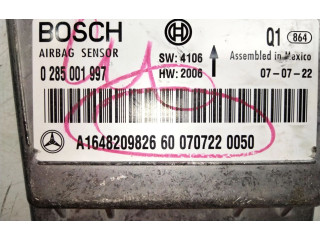 BOSCH
AIRBAG SENSOR
0 285 001 997
SW: 4106
HW: 2006
Q1 864
Assembled in Mexico
07-07-22
A1648209826 60 070722 0050